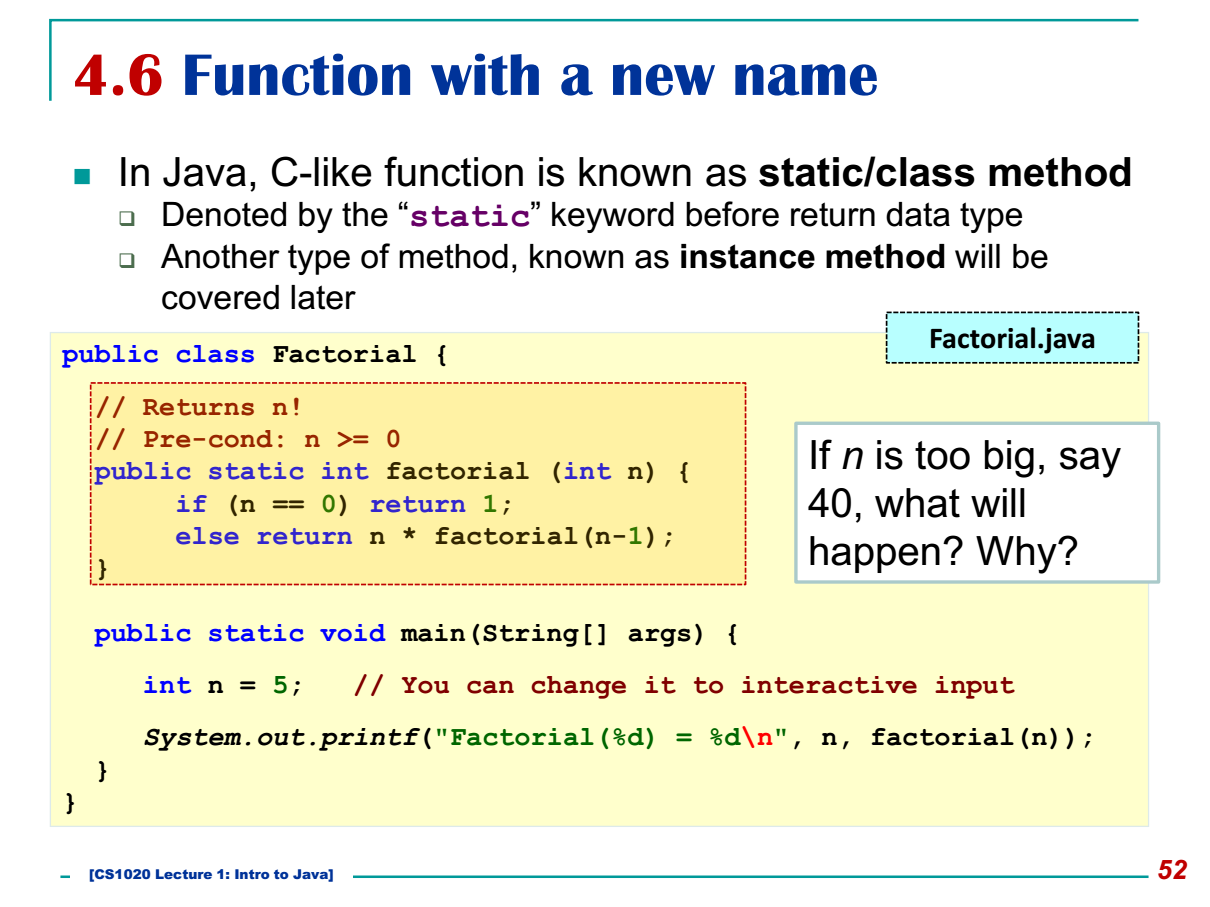 4.6 Function with a new name
In Java, C-like function is known as static/class method
Denoted by the “static” keyword before return data type
Another type of method, known as instance method will be
covered later
Factorial.java
public class Factorial {
// Returns n!
// Pre-cond: n >= 0
public static int factorial (int n) {
if (n == 0) return 1;
else return n * factorial(n-1);
}
If n is too big, say
40, what will
happen? Why?
public static void main(String[] args) {
int n = 5;   // You can change it to interactive input
System.out.printf("Factorial(%d) = %d\n", n, factorial(n));
}
}
[CS1020 Lecture 1: Intro to Java]
52